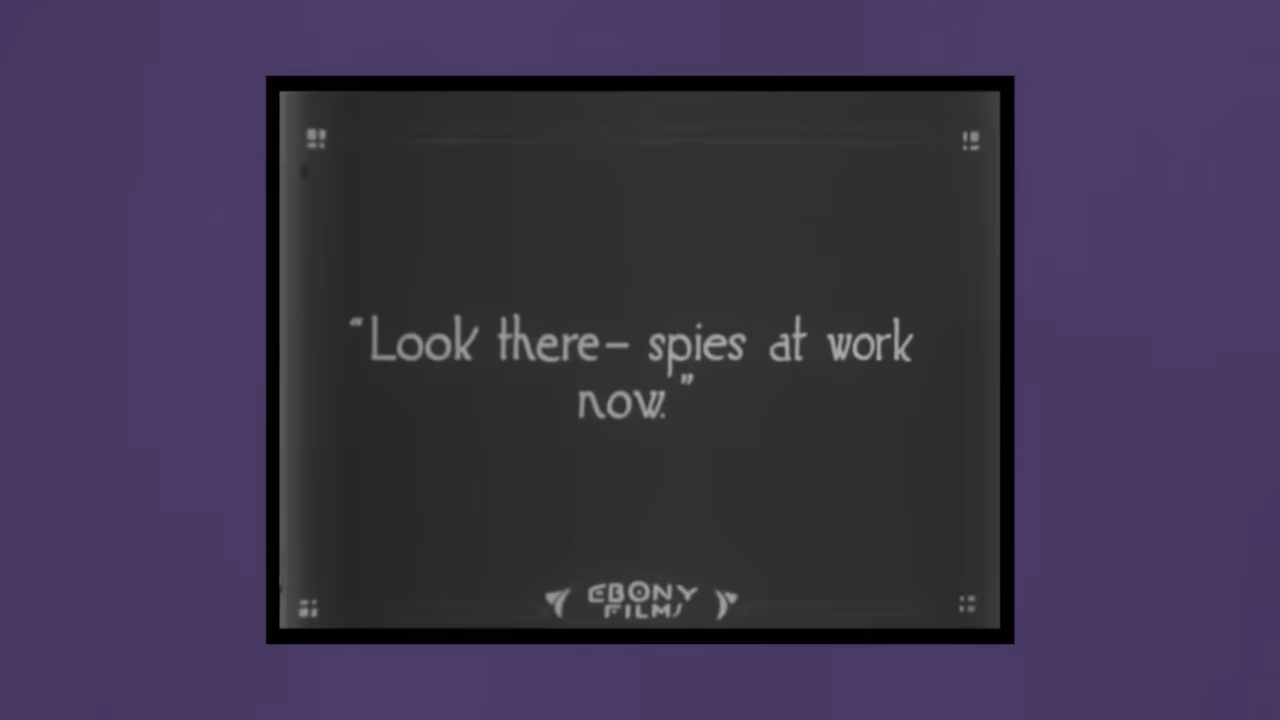 “Look there— spies at work
now.”
EBONY
FILMS